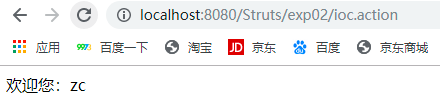 localhost:8080/Struts/exp02/ioc.action
应用 百度一下 淘宝 JD 京东 百度 京东商城
欢迎您：zc